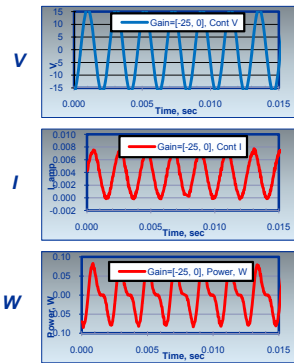 Gain=[-25, 0], Cont V
V
V
15
10
5
0
-5
-10
-15
0.000 0.005 0.010 0.015
Time, sec
Gain=[-25, 0], Cont I
I
I, amp
0.010
0.008
0.006
0.004
0.002
0.000
-0.002
0.000 0.005 0.010 0.015
Time, sec
Gain=[-25, 0], Power, W
W
Power, W
0.10
0.05
0.00
0.05
0.10
0.000 0.005 0.010 0.015
Time, sec